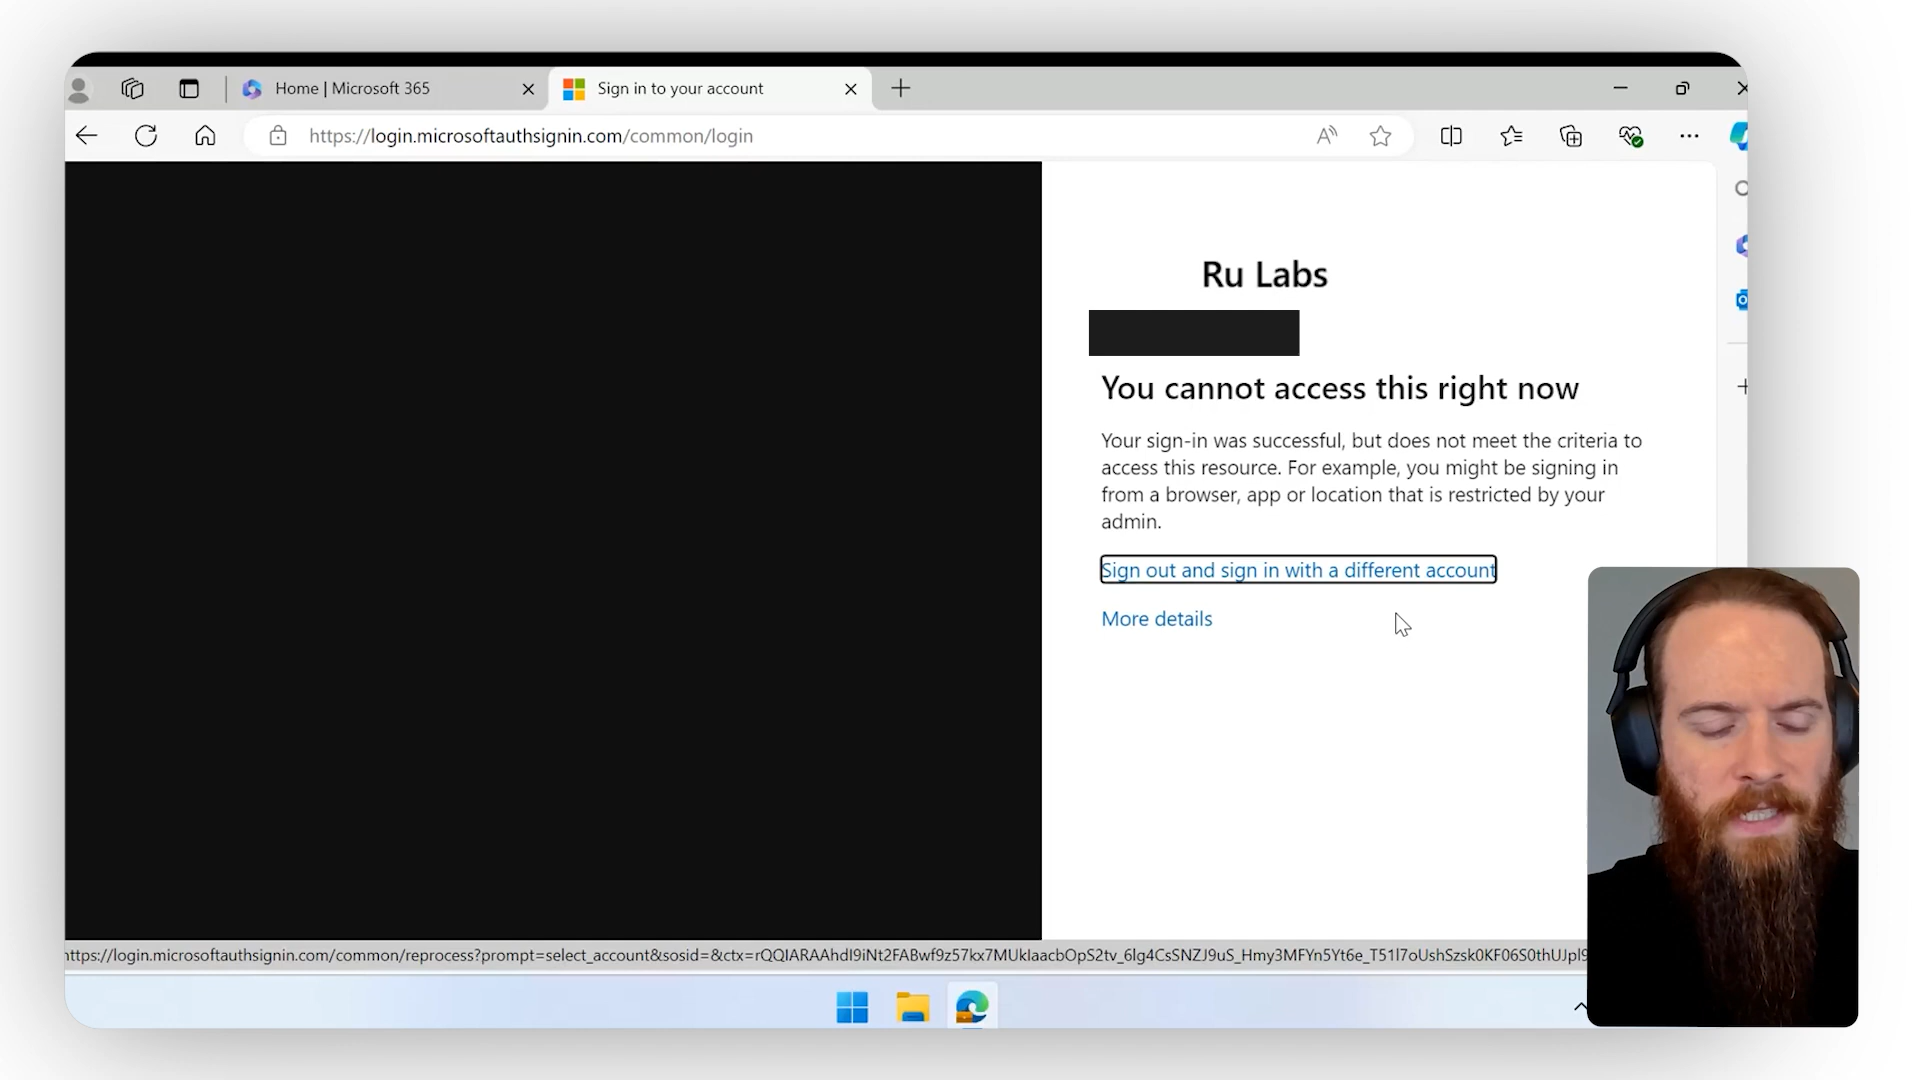 Home | Microsoft 365
Sign in to your account
https://login.microsoftauthsignin.com/common/login
Ru Labs
You cannot access this right now
Your sign-in was successful, but does not meet the criteria to
access this resource. For example, you might be signing in
from a browser, app or location that is restricted by your
admin.
Sign out and sign in with a different account
More details
https://login.microsoftauthsignin.com/common/reprocess?prompt=select_account&sosid=&ctx=